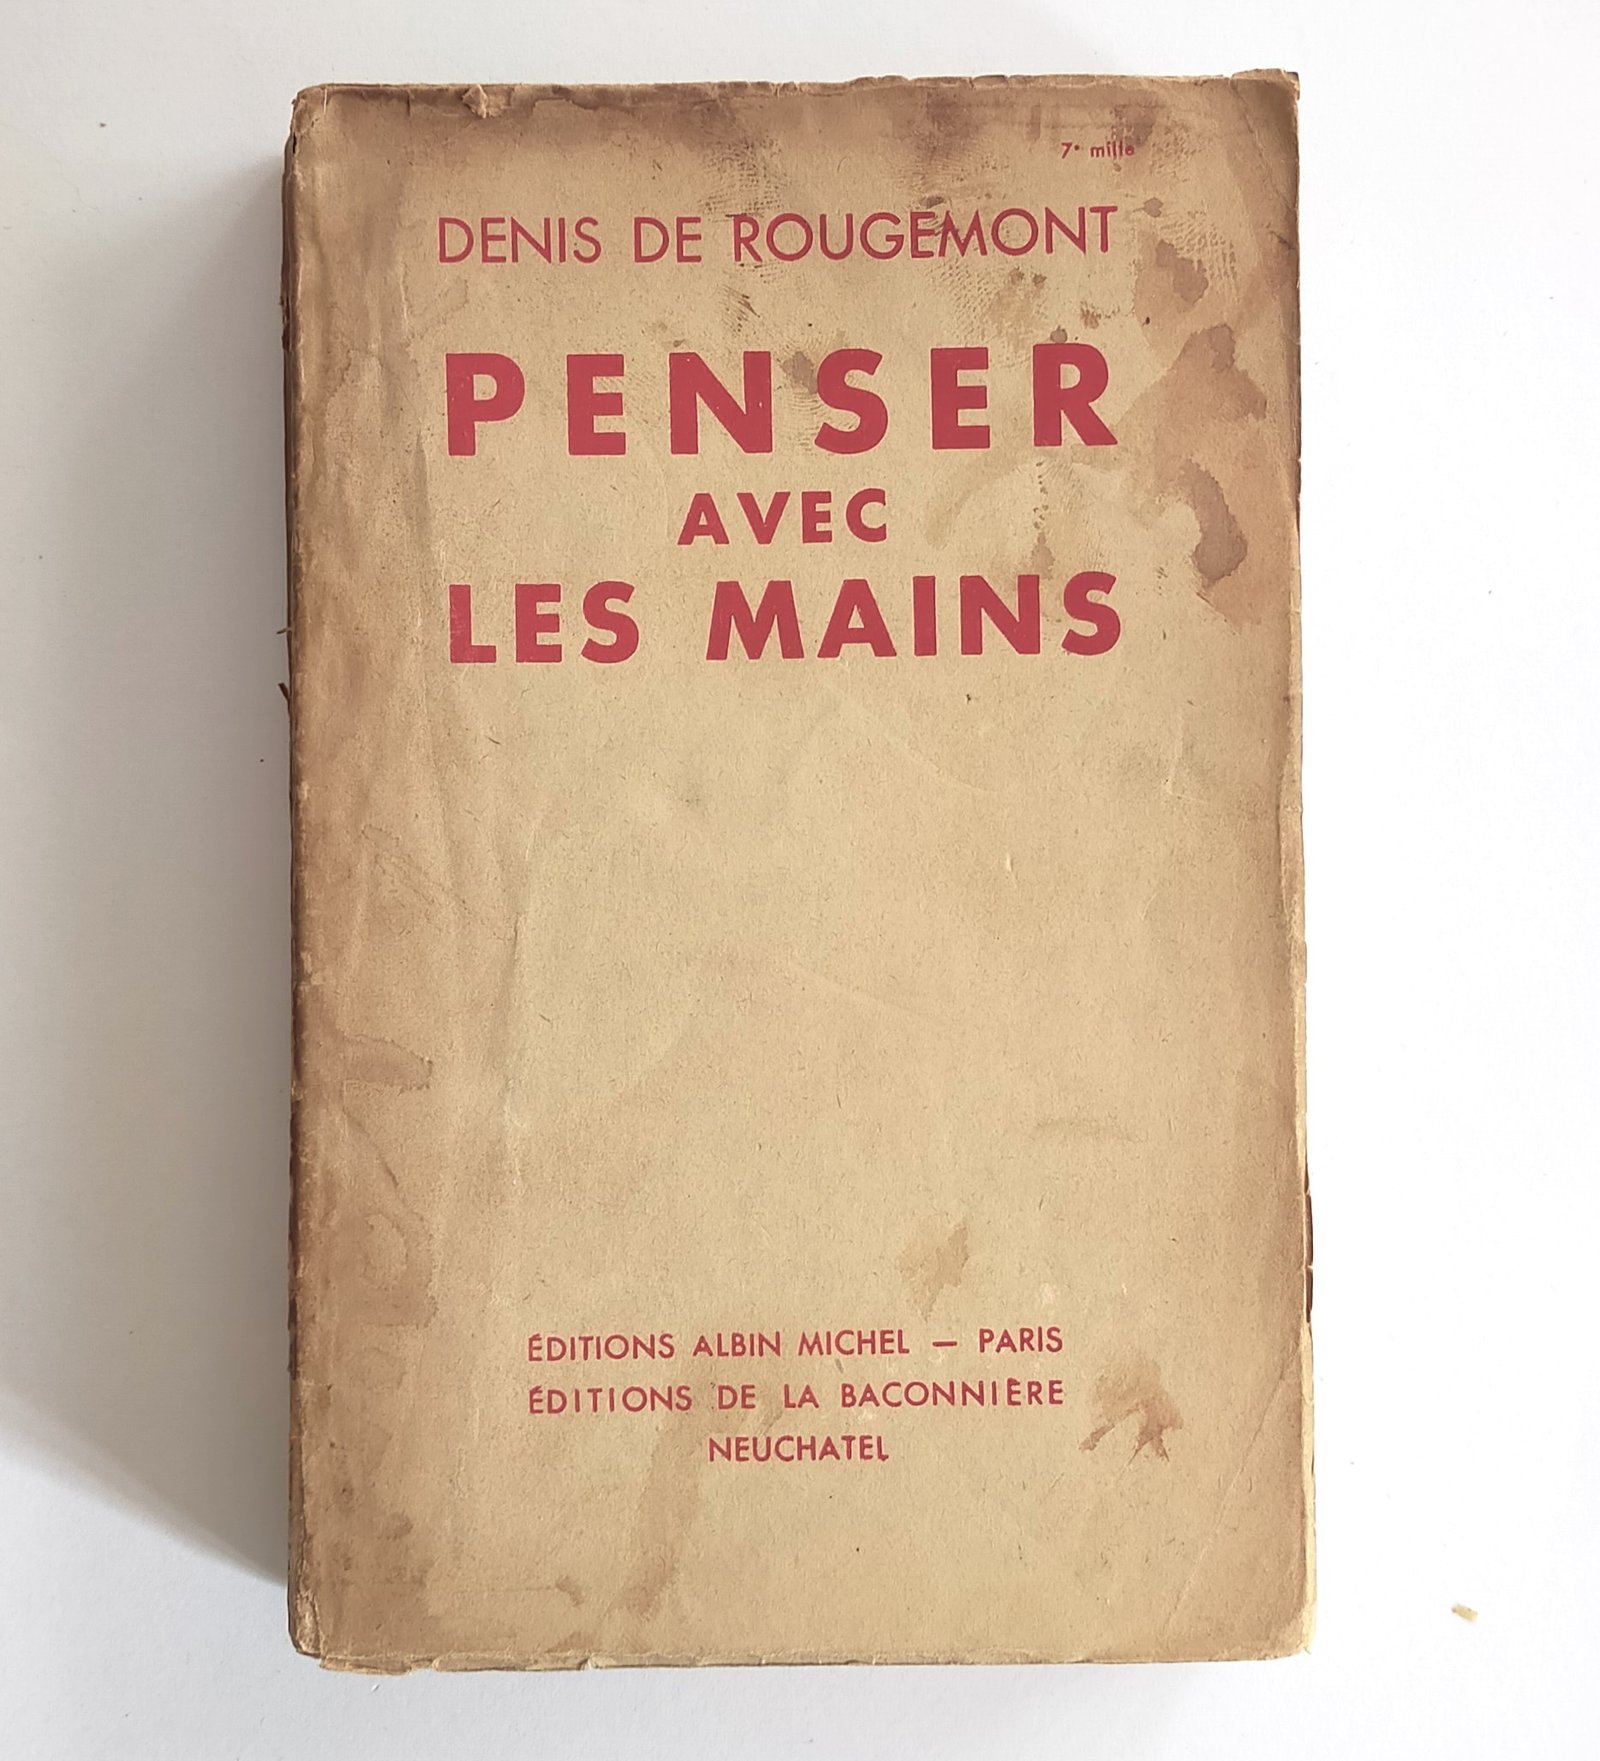 7e mille
DENIS DE ROUGEMONT
PENSER
AVEC
LES MAINS
ÉDITIONS ALBIN MICHEL — PARIS
ÉDITIONS DE LA BACONNIÈRE
NEUCHATEL